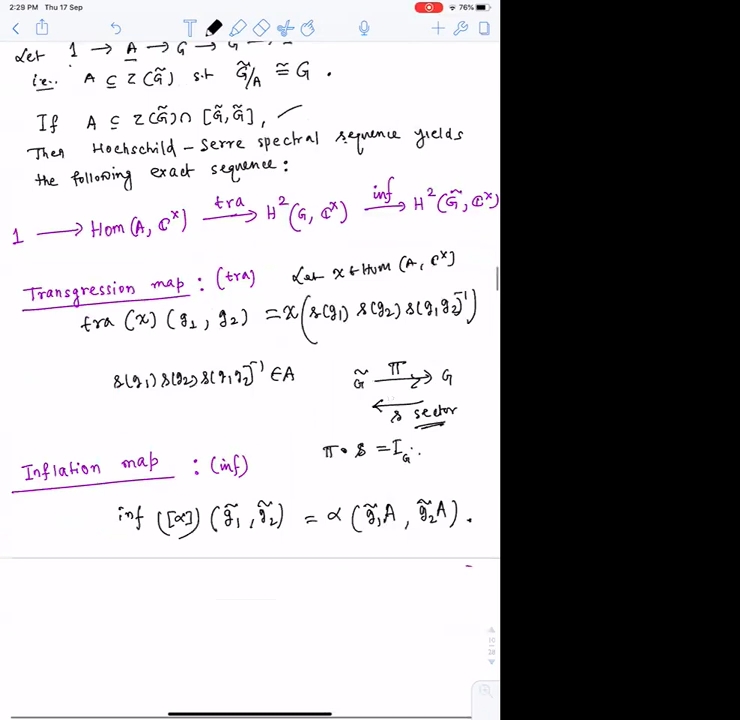 2:29 PM Thu 17 Sep 76%
Let 1 → A → G̃ → G → 1
i.e.. A ⊆ Z(G̃) s.t G̃/A ≅ G .
If A ⊆ Z(G̃) ∩ [G̃, G̃],
Then Hochschild - Serre spectral sequence yields
the following exact sequence :
1 → Hom(A, ℂ^x) —tra→ H²(G, ℂ^x) —inf→ H²(G̃, ℂ^x)
Transgression map : (tra) Let χ ∈ Hom (A, ℂ^x)
tra (χ) (g₁, g₂) = χ(s(g₁) s(g₂) s(g₁g₂)⁻¹)
s(g₁) s(g₂) s(g₁g₂)⁻¹ ∈ A G̃ —π→ G
← s sector
π∘s = I_G.
Inflation map : (inf)
inf ([α]) (g̃₁, g̃₂) = α (g̃₁A, g̃₂A).